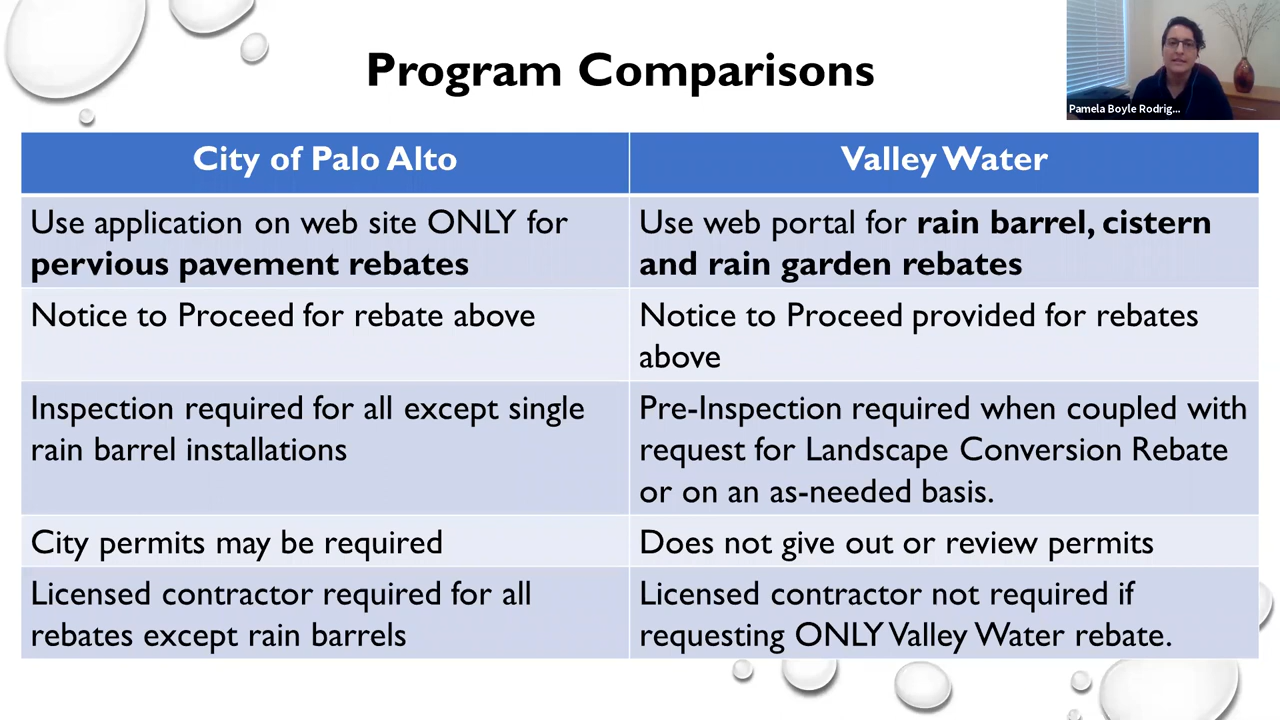 Program Comparisons
Pamela Boyle Rodrig...
City of Palo Alto
Valley Water
Use application on web site ONLY for
pervious pavement rebates
Use web portal for rain barrel, cistern
and rain garden rebates
Notice to Proceed for rebate above
Notice to Proceed provided for rebates
above
Inspection required for all except single
rain barrel installations
Pre-Inspection required when coupled with
request for Landscape Conversion Rebate
or on an as-needed basis.
City permits may be required
Does not give out or review permits
Licensed contractor required for all
rebates except rain barrels
Licensed contractor not required if
requesting ONLY Valley Water rebate.